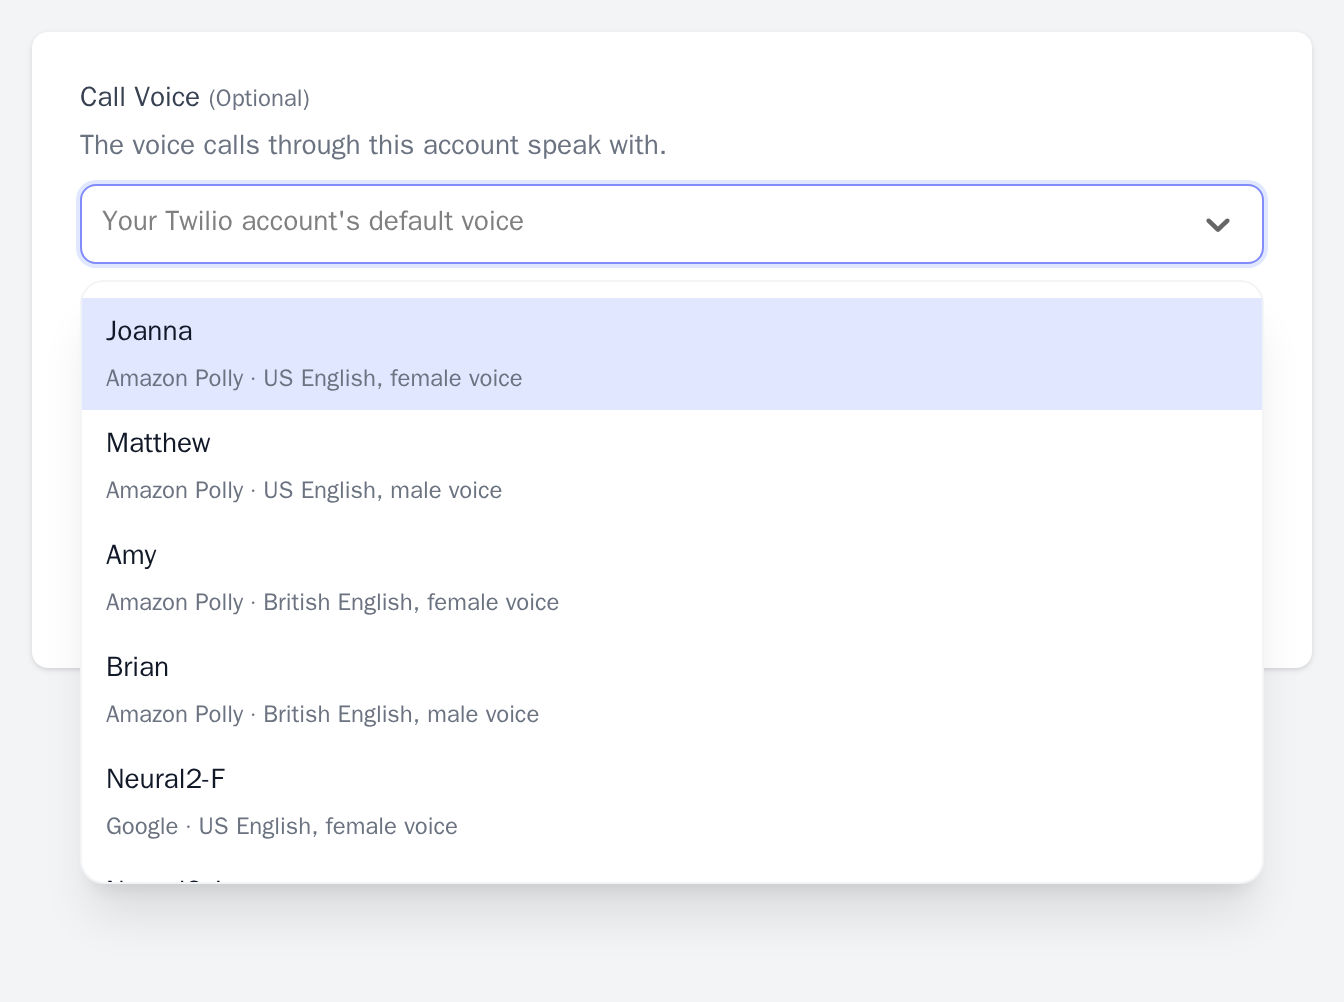 Call Voice (Optional)
The voice calls through this account speak with.
Your Twilio account's default voice
Joanna
Amazon Polly · US English, female voice
Matthew
Amazon Polly · US English, male voice
Amy
Amazon Polly · British English, female voice
Brian
Amazon Polly · British English, male voice
Neural2-F
Google · US English, female voice